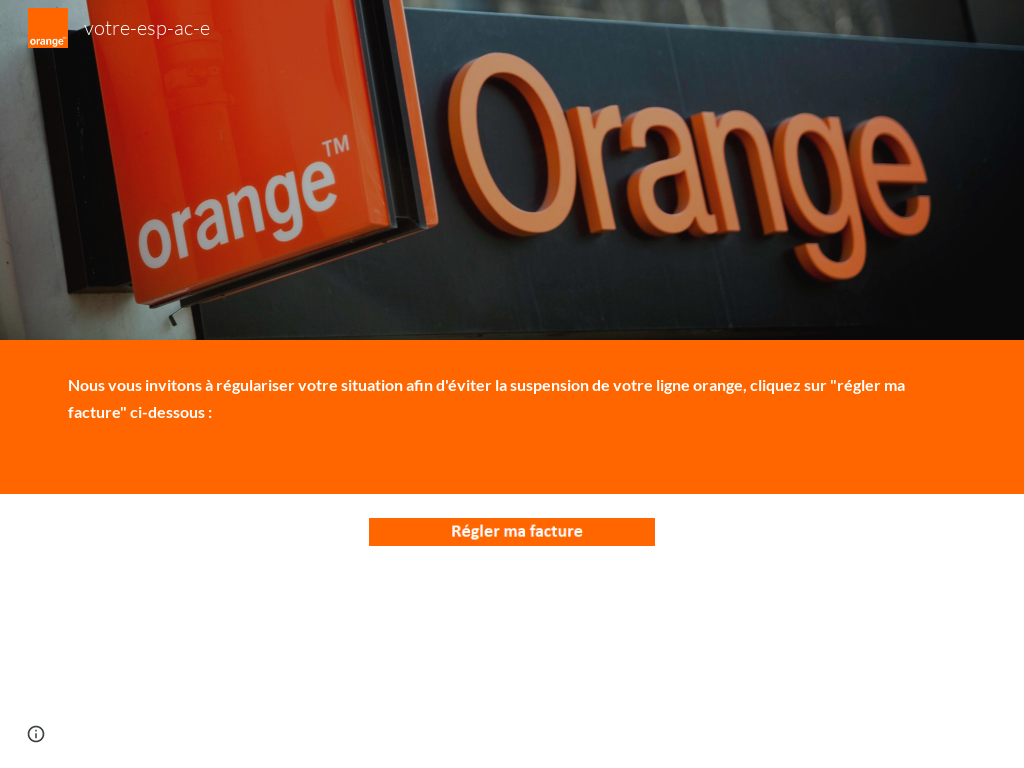 orange
votre-esp-ac-e
orange™
Orange
Nous vous invitons à régulariser votre situation afin d'éviter la suspension de votre ligne orange, cliquez sur "régler ma
facture" ci-dessous :
Régler ma facture